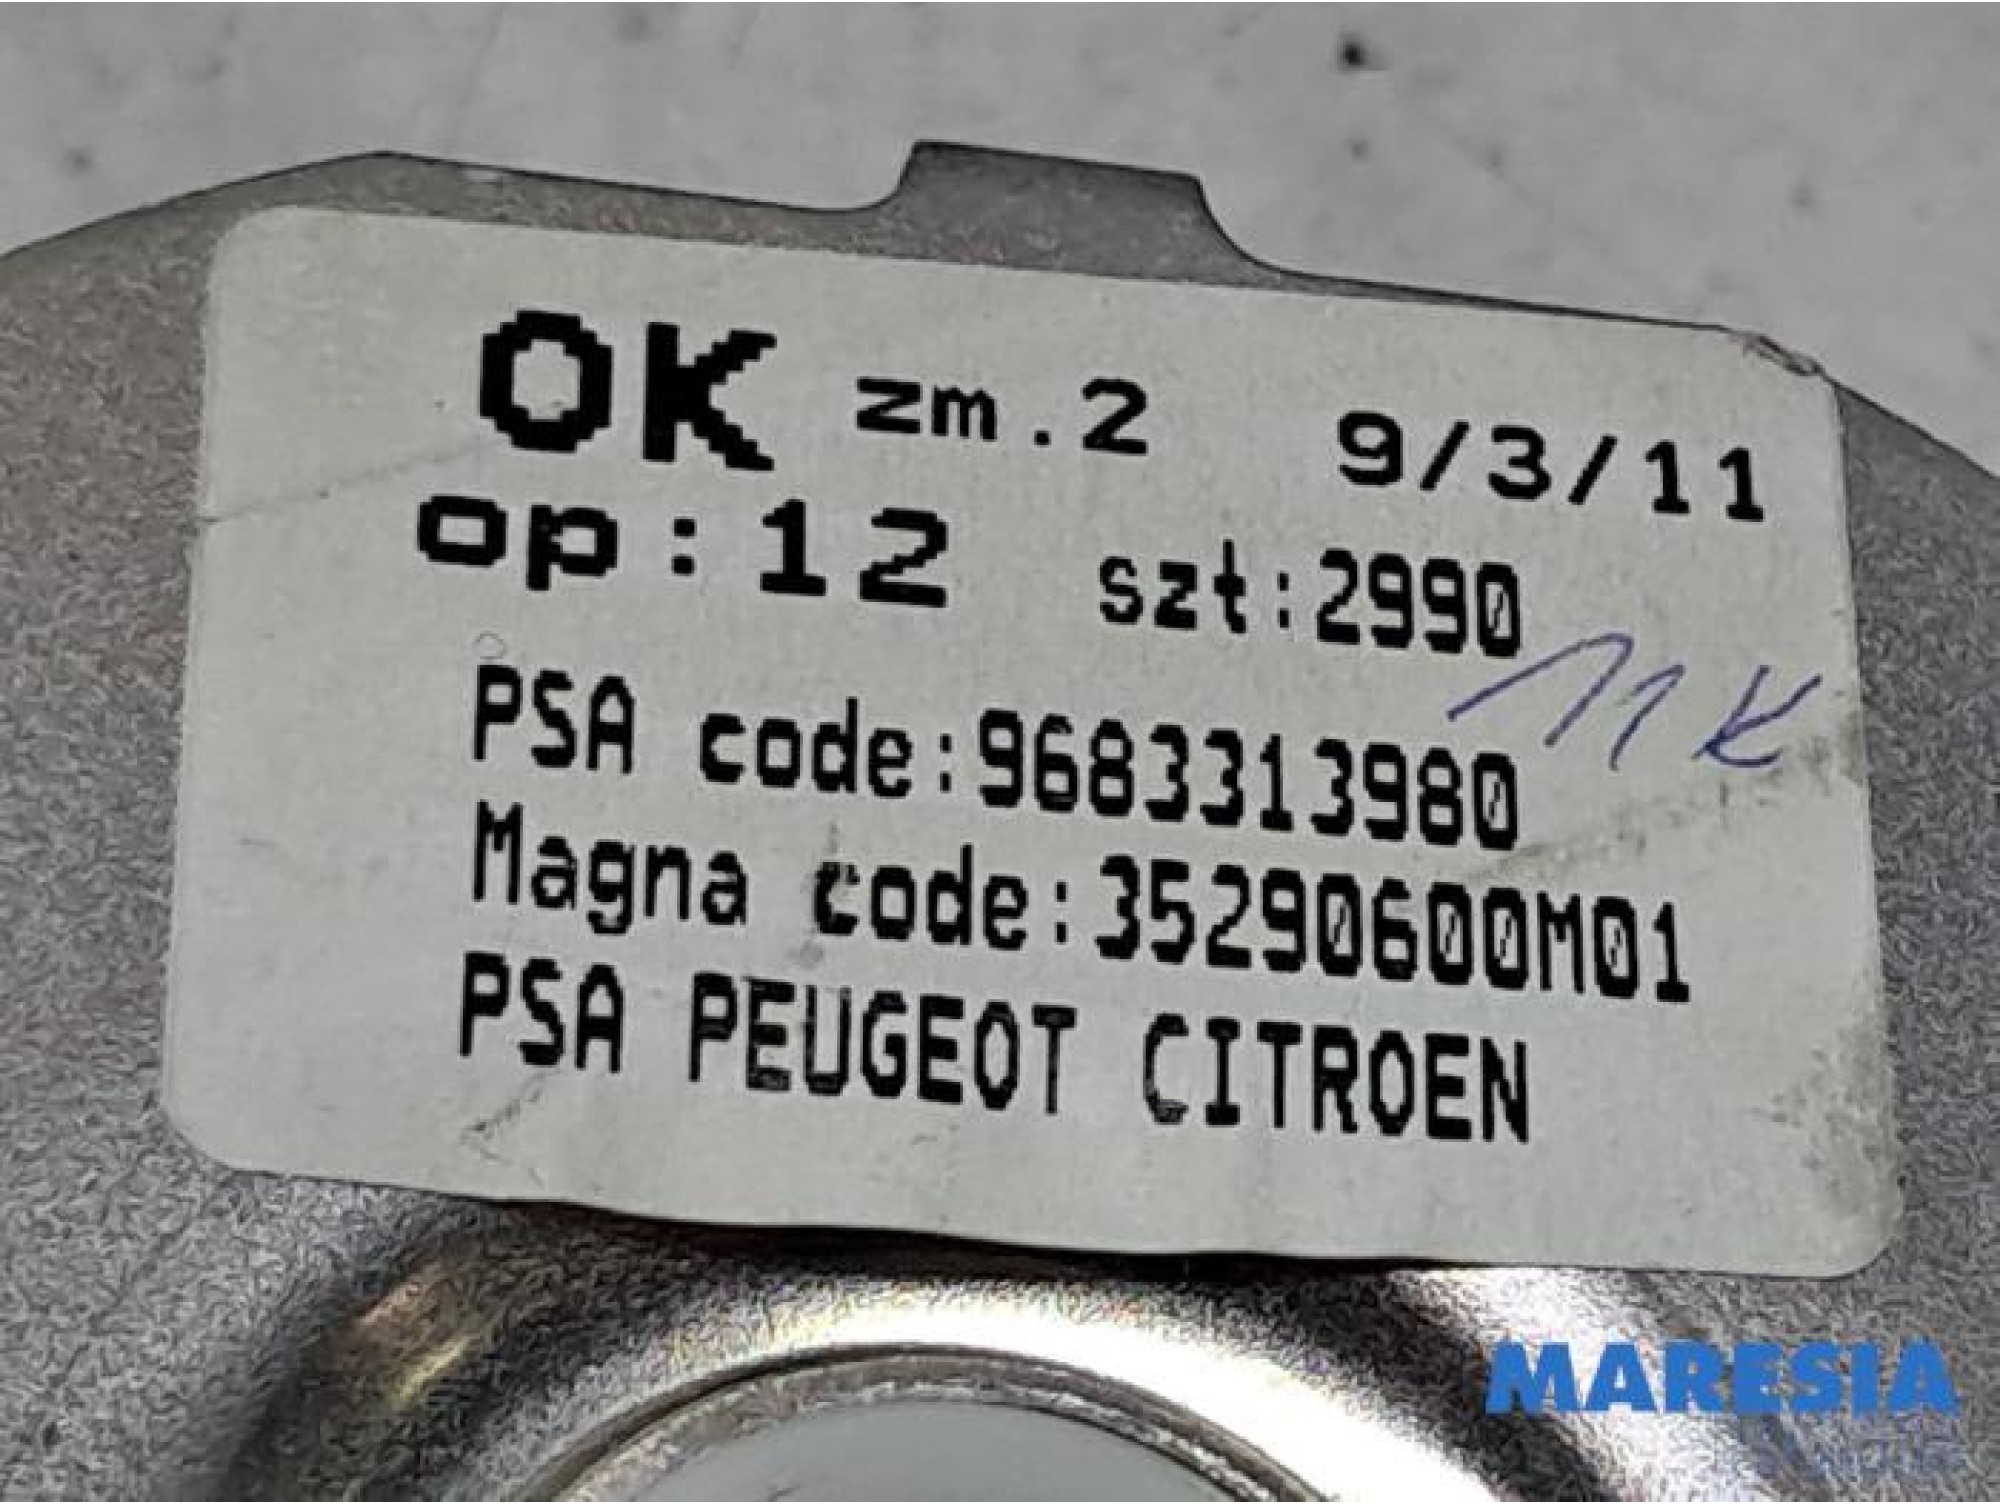 OK zm.2 9/3/11
op:12 szt:2990
11K
PSA code:9683313980
Magna code:35290600M01
PSA PEUGEOT CITROEN
MARESIA